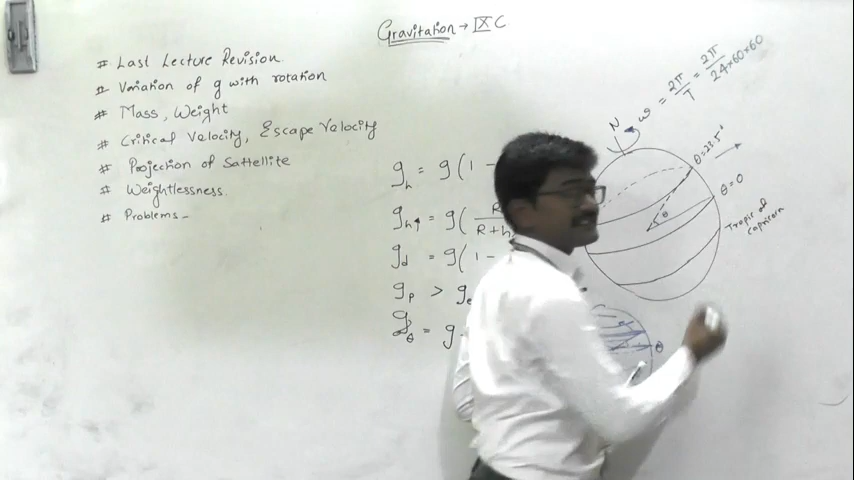 Gravitation → IX C
# Last Lecture Revision.
# Variation of g with rotation
# Mass, Weight
# Critical Velocity, Escape Velocity
# Projection of Sattellite
# Weightlessness.
# Problems -
g_h = g ( 1 -
g_h = g ( R / R+h
g_d = g ( 1 -
g_p > g_e
g_θ = g -
N
ω = 2π / T = 2π / 24×60×60
θ=23.5°
θ=0
θ
Tropic of capricorn
θ